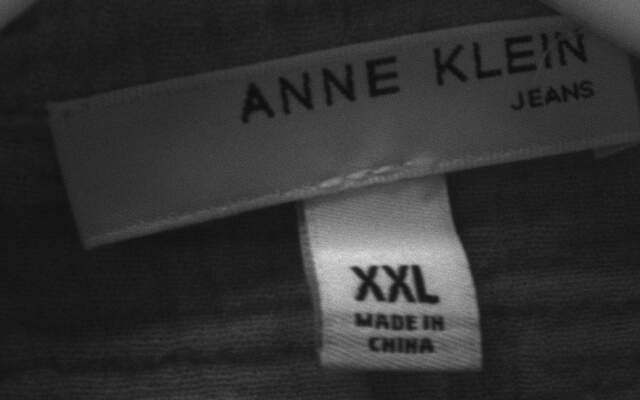 ANNE KLEIN
JEANS
XXL
MADE IN
CHINA